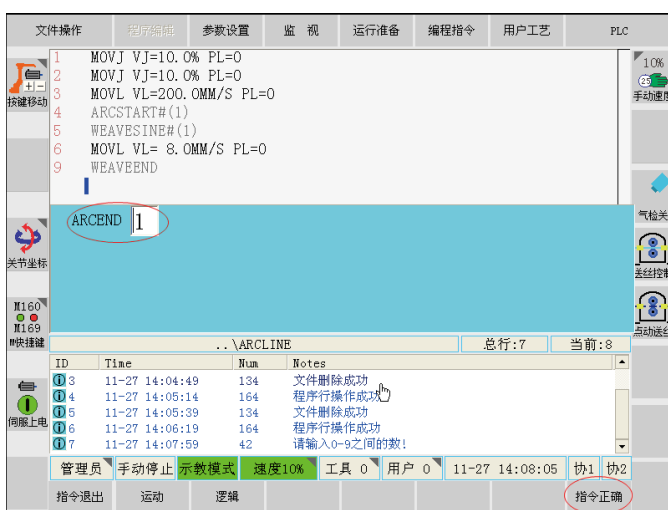 文件操作 程序编辑 参数设置 监 视 运行准备 编程指令 用户工艺 PLC
1 MOVJ VJ=10.0% PL=0
2 MOVJ VJ=10.0% PL=0
3 MOVL VL=200.0MM/S PL=0
4 ARCSTART#(1)
5 WEAVESINE#(1)
6 MOVL VL= 8.0MM/S PL=0
9 WEAVEEND
ARCEND 1
按键移动
关节坐标
M160
M169
M快捷键
伺服上电
10%
25
手动速度
气检关
送丝控制
点动送丝
..\ARCLINE 总行:7 当前:8
ID Time Num Notes
3 11-27 14:04:49 134 文件删除成功
4 11-27 14:05:14 164 程序行操作成功
5 11-27 14:05:39 134 文件删除成功
6 11-27 14:06:19 164 程序行操作成功
7 11-27 14:07:59 42 请输入0-9之间的数!
管理员 手动停止 示教模式 速度10% 工具 0 用户 0 11-27 14:08:05 协1 协2
指令退出 运动 逻辑 指令正确